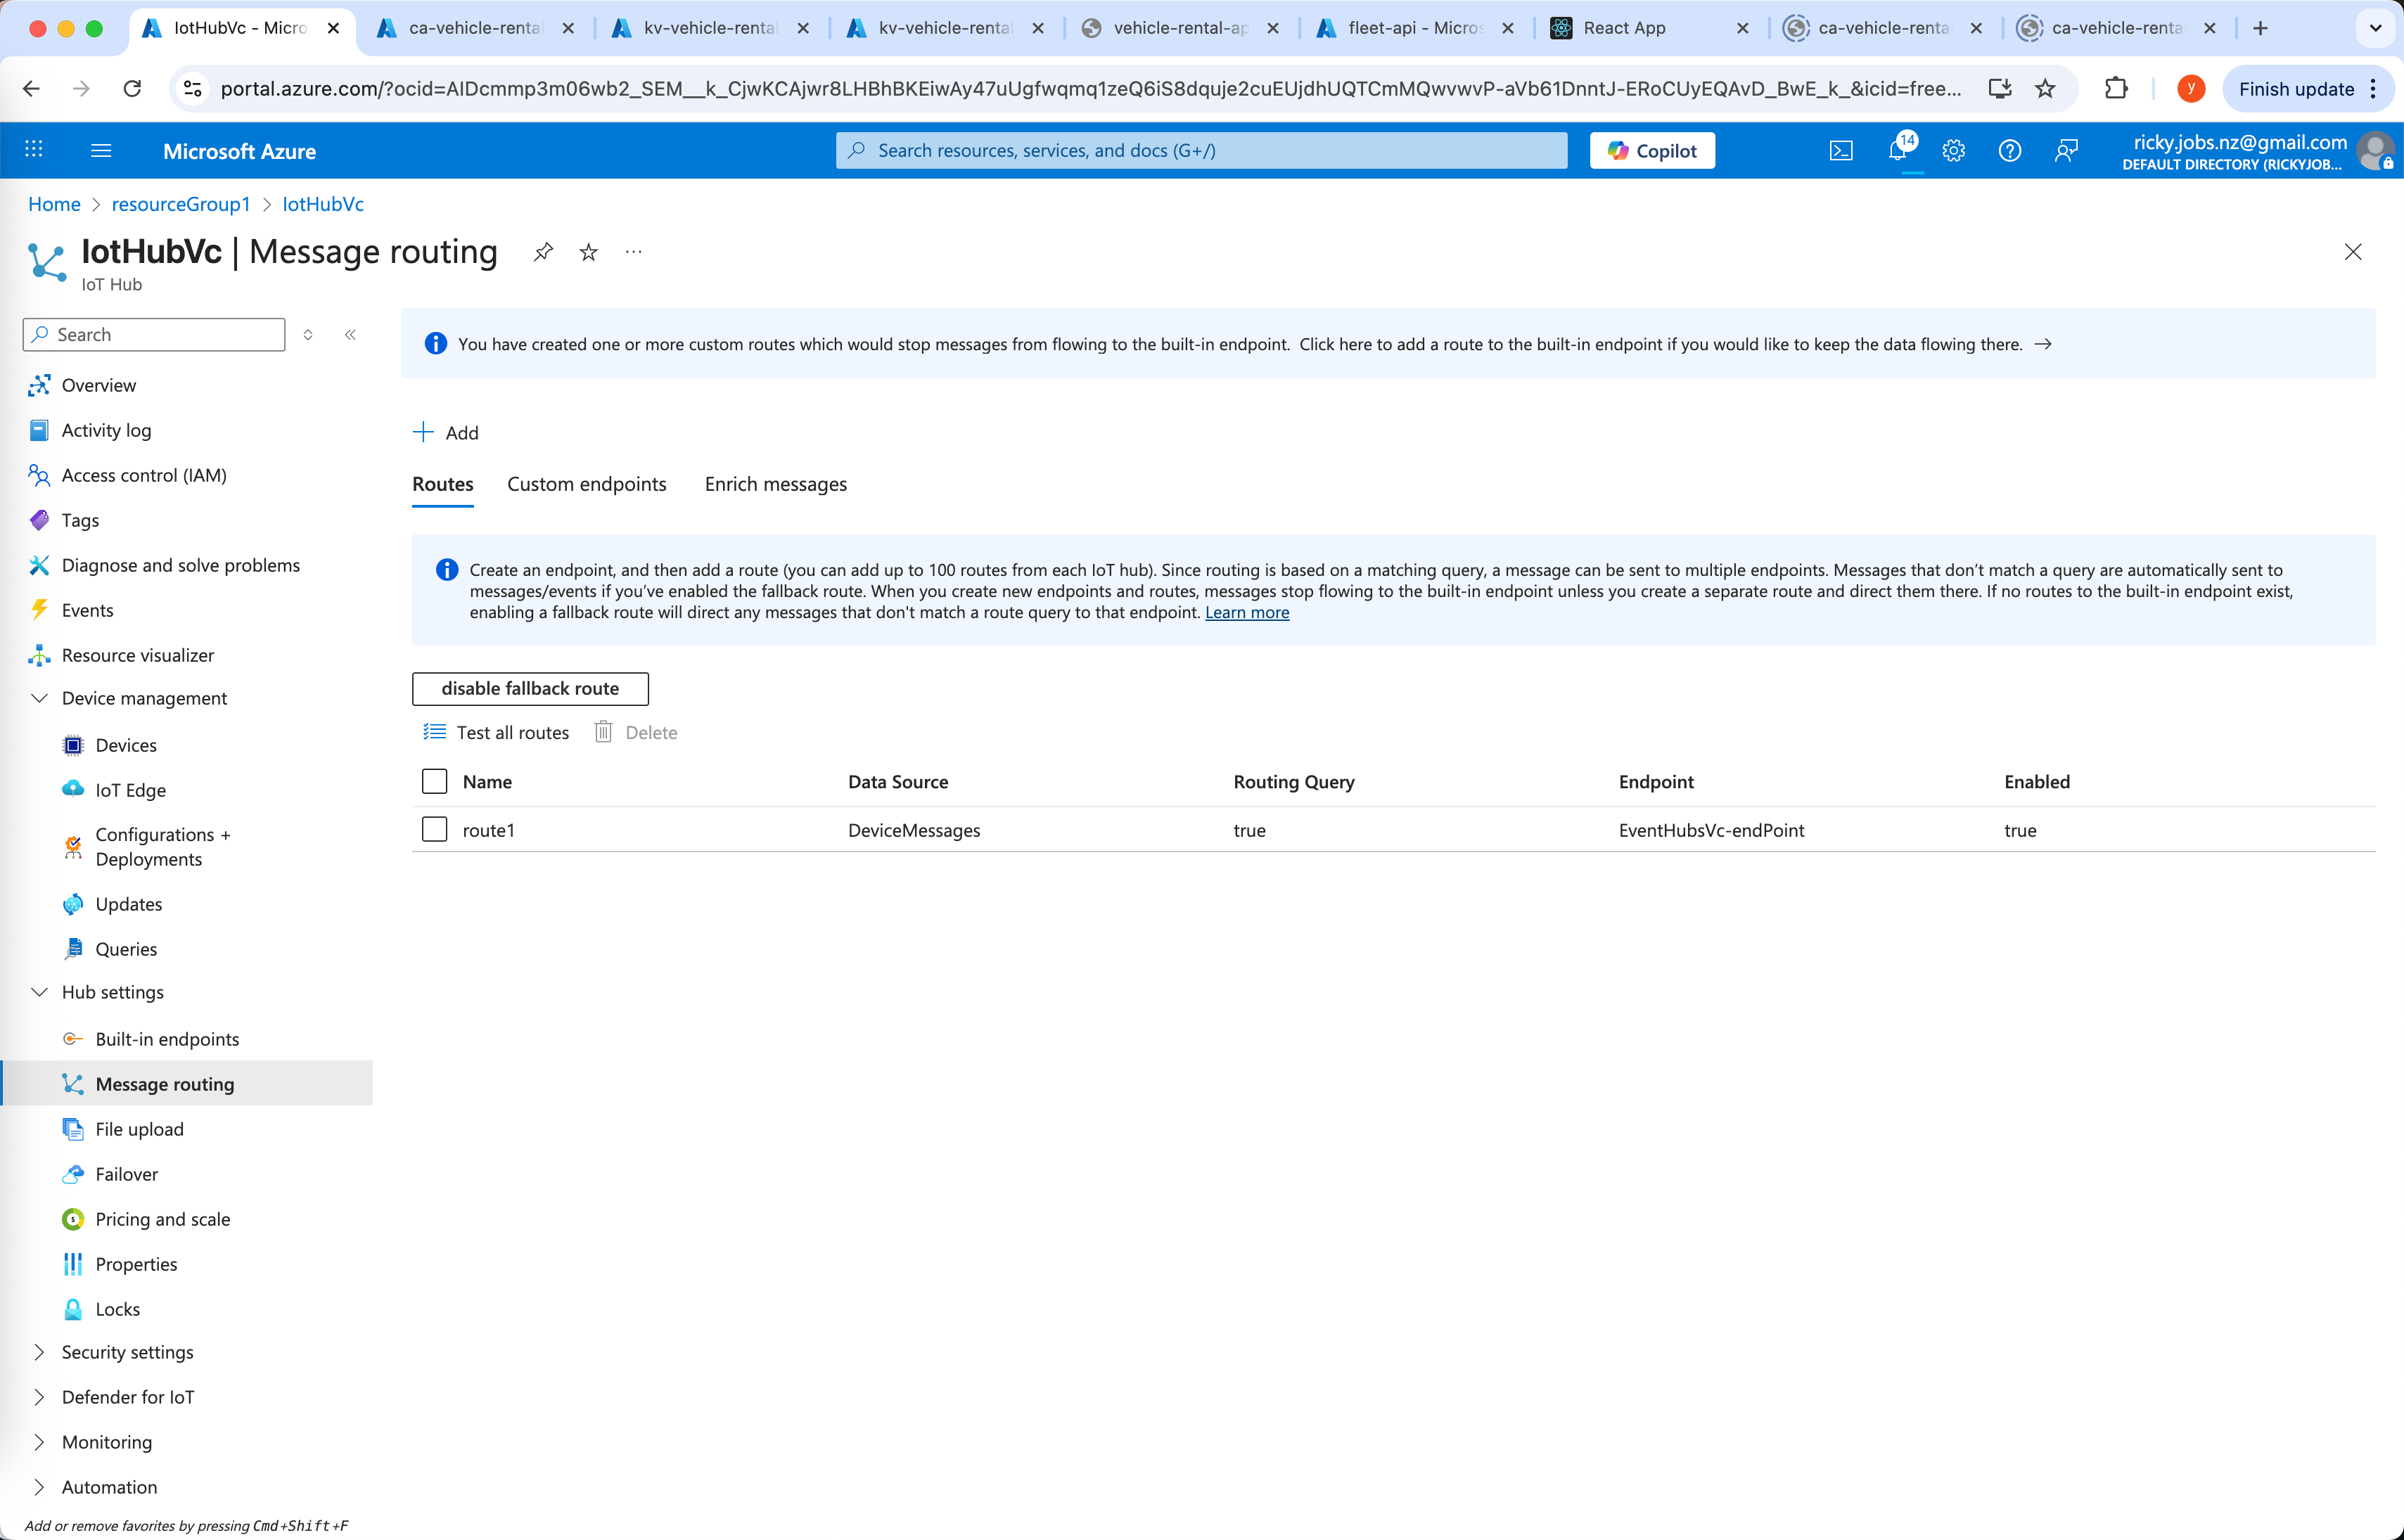 IotHubVc - Micro
ca-vehicle-rental
kv-vehicle-rental
kv-vehicle-rental
vehicle-rental-ap
fleet-api - Micros
React App
ca-vehicle-renta
ca-vehicle-renta
portal.azure.com/?ocid=AIDcmmp3m06wb2_SEM__k_CjwKCAjwr8LHBhBKEiwAy47uUgfwqmq1zeQ6iS8dquje2cuEUjdhUQTCmMQwvwvP-aVb61DnntJ-ERoCUyEQAvD_BwE_k_&icid=free...
y
Finish update
Microsoft Azure
Search resources, services, and docs (G+/)
Copilot
14
ricky.jobs.nz@gmail.com
DEFAULT DIRECTORY (RICKYJOB...
Home > resourceGroup1 > IotHubVc
IotHubVc | Message routing
IoT Hub
Search
Overview
Activity log
Access control (IAM)
Tags
Diagnose and solve problems
Events
Resource visualizer
Device management
Devices
IoT Edge
Configurations +
Deployments
Updates
Queries
Hub settings
Built-in endpoints
Message routing
File upload
Failover
Pricing and scale
Properties
Locks
Security settings
Defender for IoT
Monitoring
Automation
Add or remove favorites by pressing Cmd+Shift+F
You have created one or more custom routes which would stop messages from flowing to the built-in endpoint. Click here to add a route to the built-in endpoint if you would like to keep the data flowing there. →
Add
Routes Custom endpoints Enrich messages
Create an endpoint, and then add a route (you can add up to 100 routes from each IoT hub). Since routing is based on a matching query, a message can be sent to multiple endpoints. Messages that don’t match a query are automatically sent to
messages/events if you’ve enabled the fallback route. When you create new endpoints and routes, messages stop flowing to the built-in endpoint unless you create a separate route and direct them there. If no routes to the built-in endpoint exist,
enabling a fallback route will direct any messages that don't match a route query to that endpoint. Learn more
disable fallback route
Test all routes Delete
Name Data Source Routing Query Endpoint Enabled
route1 DeviceMessages true EventHubsVc-endPoint true